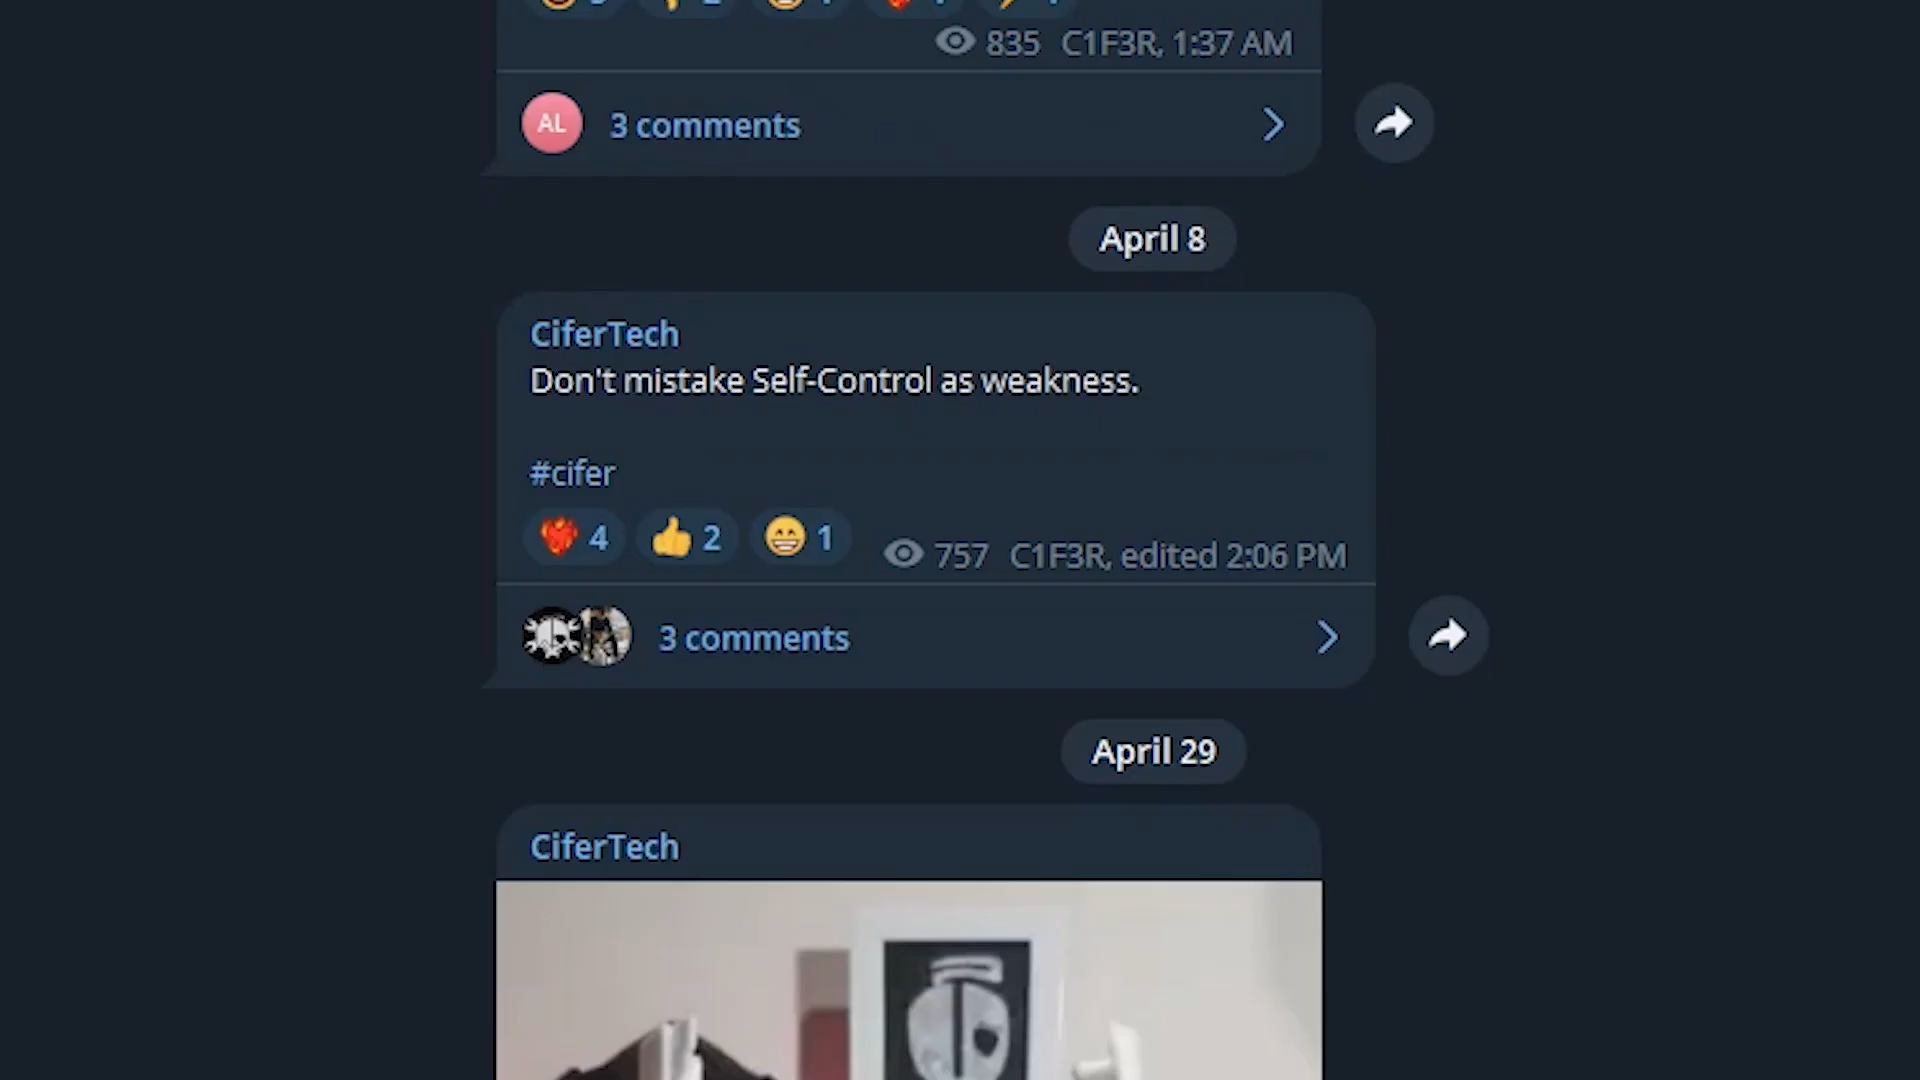 835 C1F3R, 1:37 AM
AL 3 comments
April 8
CiferTech
Don't mistake Self-Control as weakness.
#cifer
4 2 1 757 C1F3R, edited 2:06 PM
3 comments
April 29
CiferTech